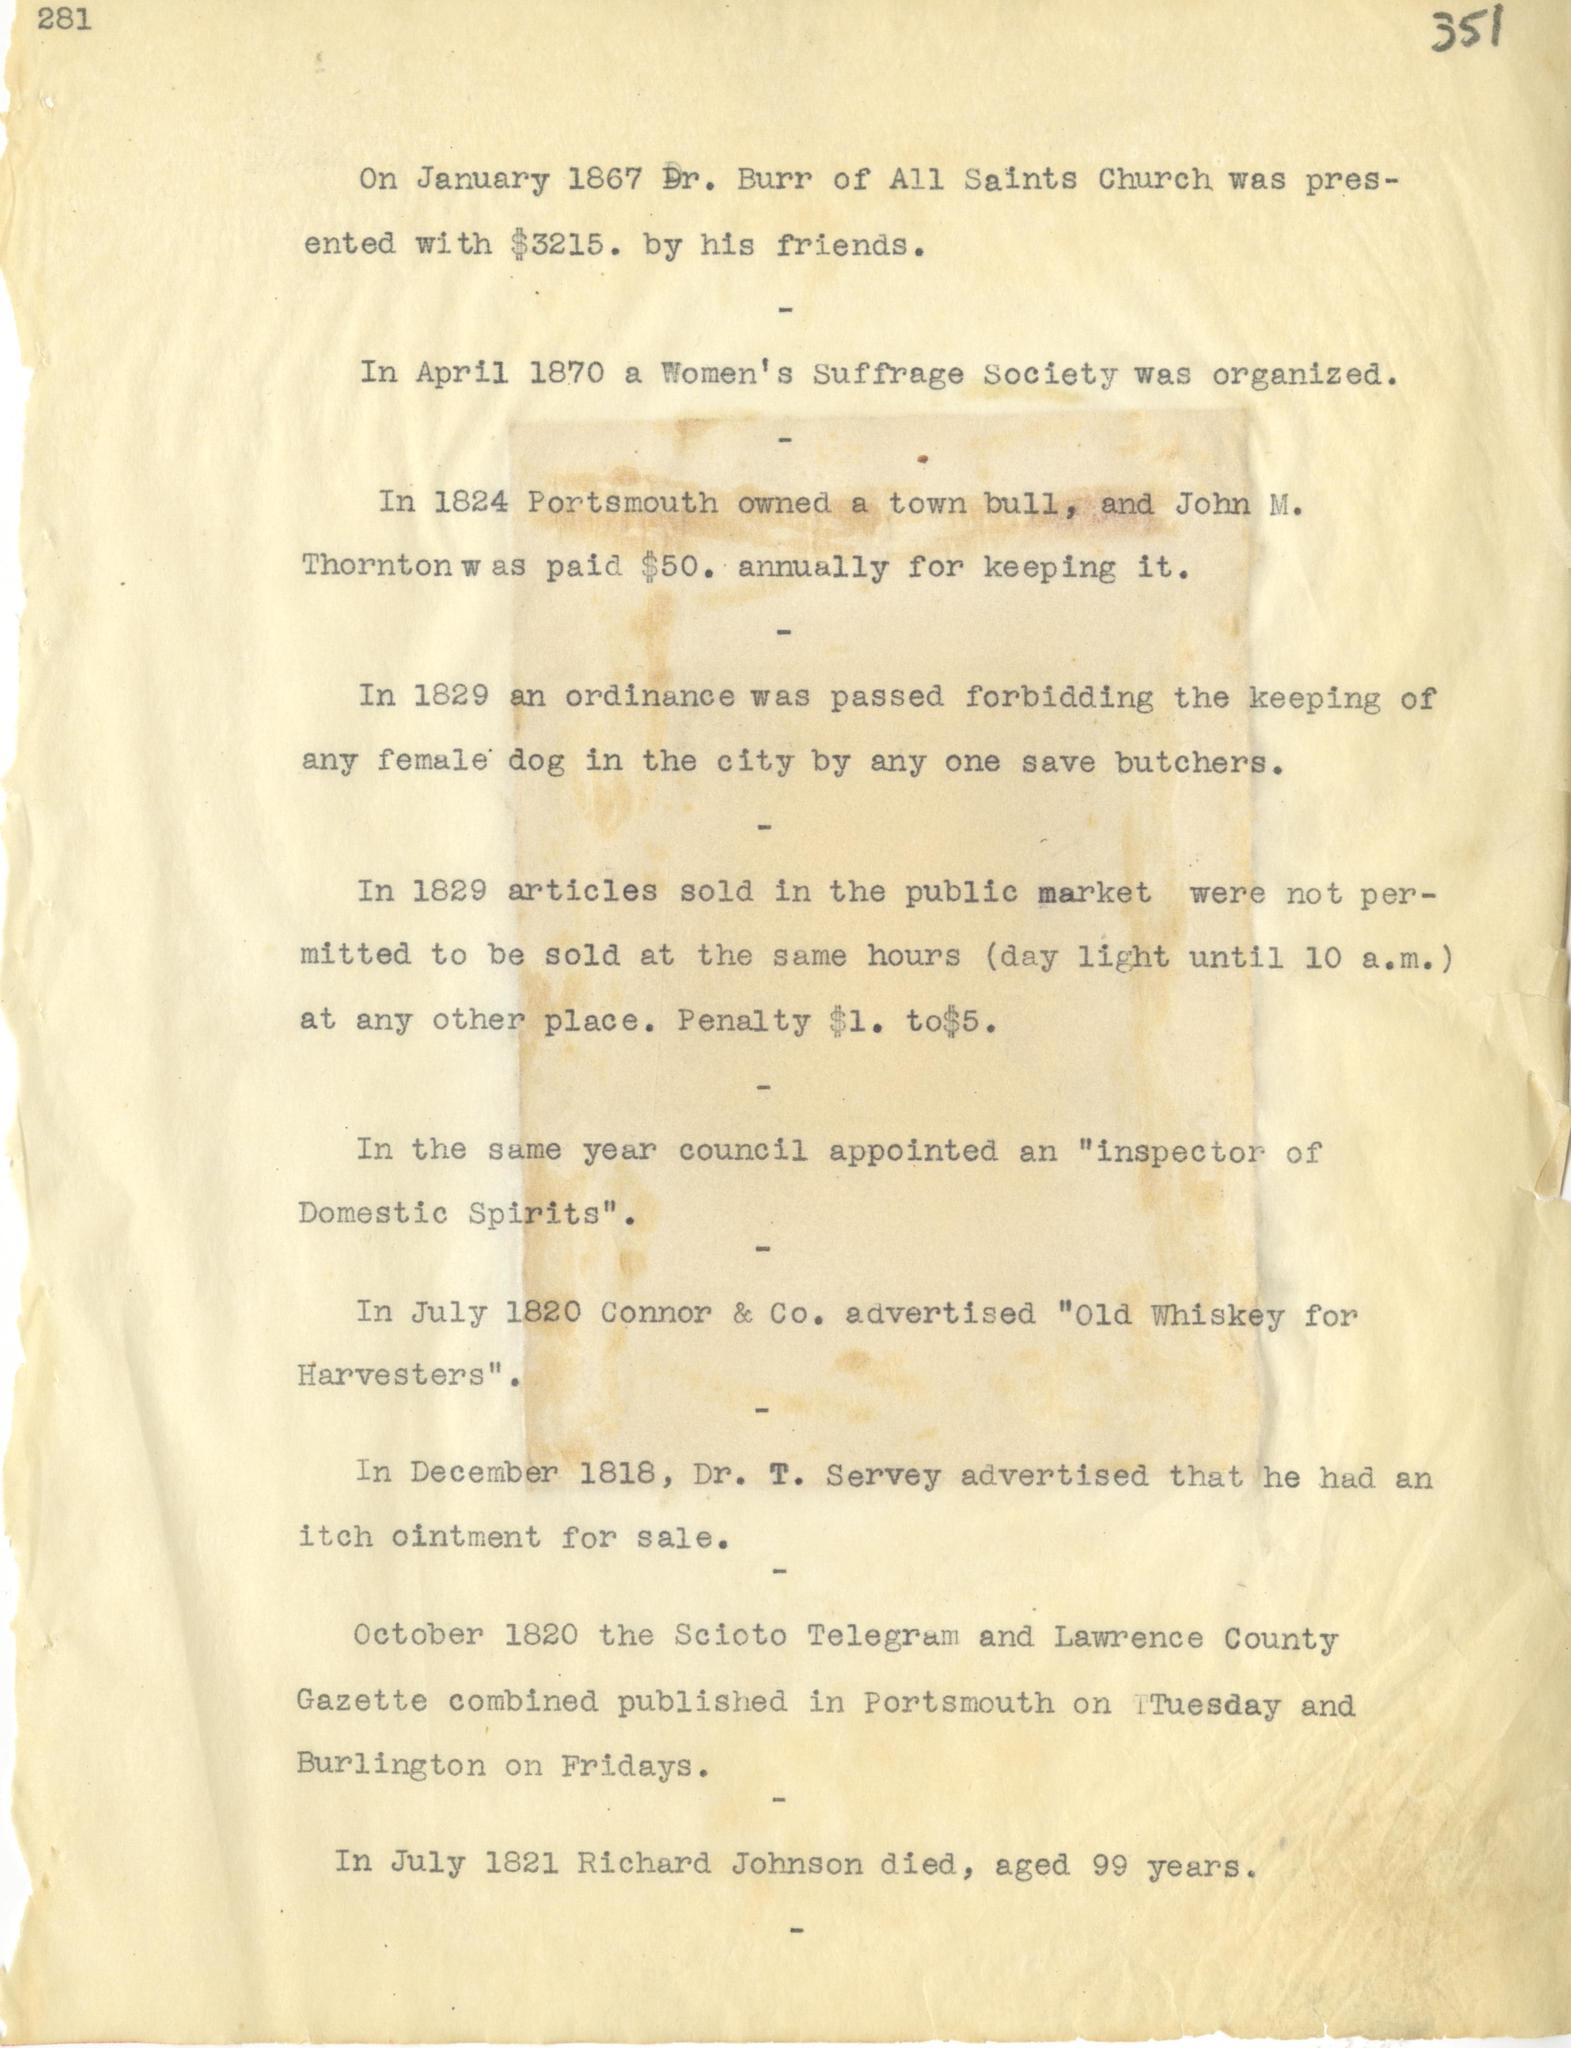 281
351
On January 1867 Dr. Burr of All Saints Church was pres-
ented with $3215. by his friends.
-
In April 1870 a Women's Suffrage Society was organized.
-
In 1824 Portsmouth owned a town bull, and John M.
Thornton was paid $50. annually for keeping it.
-
In 1829 an ordinance was passed forbidding the keeping of
any female dog in the city by any one save butchers.
-
In 1829 articles sold in the public market were not per-
mitted to be sold at the same hours (day light until 10 a.m.)
at any other place. Penalty $1. to$5.
-
In the same year council appointed an "inspector of
Domestic Spirits".
-
In July 1820 Connor & Co. advertised "Old Whiskey for
Harvesters".
-
In December 1818, Dr. T. Servey advertised that he had an
itch ointment for sale.
-
October 1820 the Scioto Telegram and Lawrence County
Gazette combined published in Portsmouth on TTuesday and
Burlington on Fridays.
-
In July 1821 Richard Johnson died, aged 99 years.
-